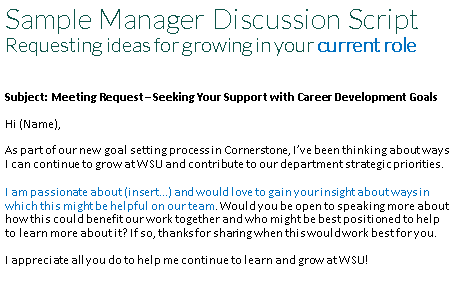 Sample Manager Discussion Script
Requesting ideas for growing in your current role
Subject: Meeting Request – Seeking Your Support with Career Development Goals
Hi (Name),
As part of our new goal setting process in Cornerstone, I've been thinking about ways
I can continue to grow at WSU and contribute to our department strategic priorities.
I am passionate about (insert...) and would love to gain your insight about ways in
which this might be helpful on our team. Would you be open to speaking more about
how this could benefit our work together and who might be best positioned to help
to learn more about it? If so, thanks for sharing when this would work best for you.
I appreciate all you do to help me continue to learn and grow at WSU!